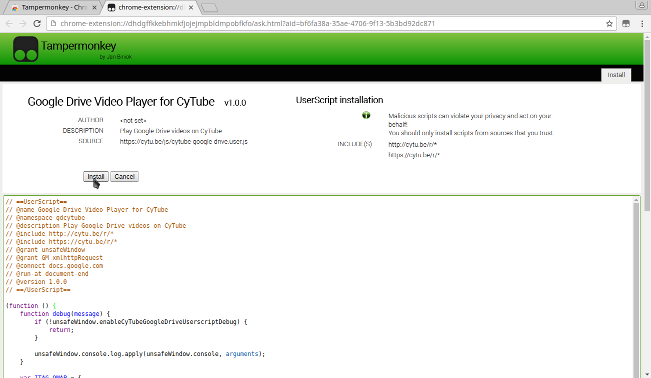 Tampermonkey - Chro
chrome-extension://d
chrome-extension://dhdgffkkebhmkfjojejmpbldmpobfkfo/ask.html?aid=bf6fa38a-35ae-4706-9f13-5b3bd92dc871
Tampermonkey
by Jan Biniok
Install
Google Drive Video Player for CyTube v1.0.0
AUTHOR <not set>
DESCRIPTION Play Google Drive videos on CyTube
SOURCE https://cytu.be/js/cytube-google-drive.user.js
Install Cancel
UserScript installation
Malicious scripts can violate your privacy and act on your
behalf!
You should only install scripts from sources that you trust.
INCLUDE(S) http://cytu.be/r/*
https://cytu.be/r/*
// ==UserScript==
// @name Google Drive Video Player for CyTube
// @namespace gdcytube
// @description Play Google Drive videos on CyTube
// @include http://cytu.be/r/*
// @include https://cytu.be/r/*
// @grant unsafeWindow
// @grant GM_xmlhttpRequest
// @connect docs.google.com
// @run-at document-end
// @version 1.0.0
// ==/UserScript==
(function () {
function debug(message) {
if (!unsafeWindow.enableCyTubeGoogleDriveUserscriptDebug) {
return;
}
unsafeWindow.console.log.apply(unsafeWindow.console, arguments);
}
var ITAG_QMAP = {